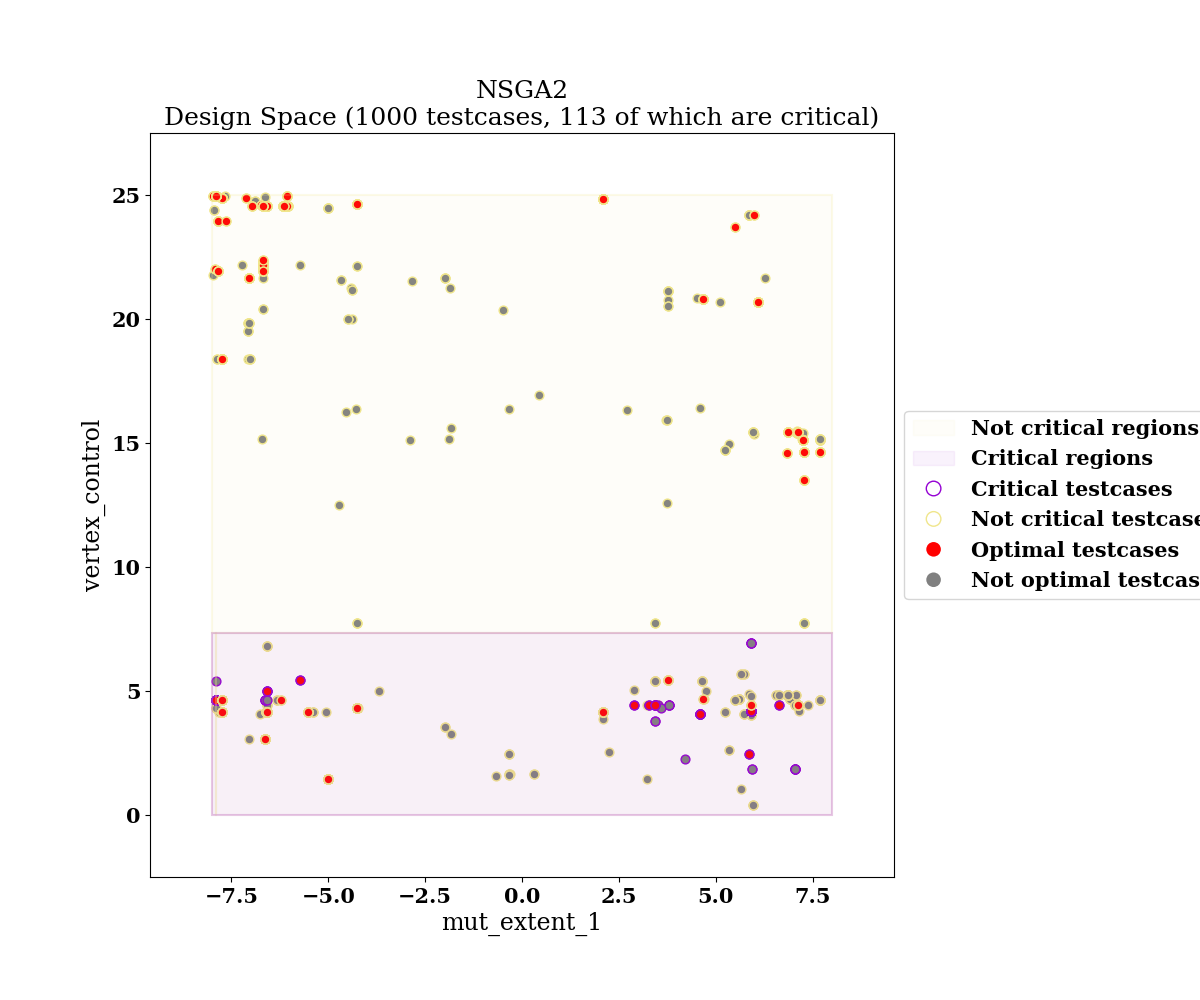 NSGA2
Design Space (1000 testcases, 113 of which are critical)
25
20
15
10
5
0
vertex_control
−7.5 −5.0 −2.5 0.0 2.5 5.0 7.5
mut_extent_1
Not critical regions
Critical regions
Critical testcases
Not critical testcase
Optimal testcases
Not optimal testcas